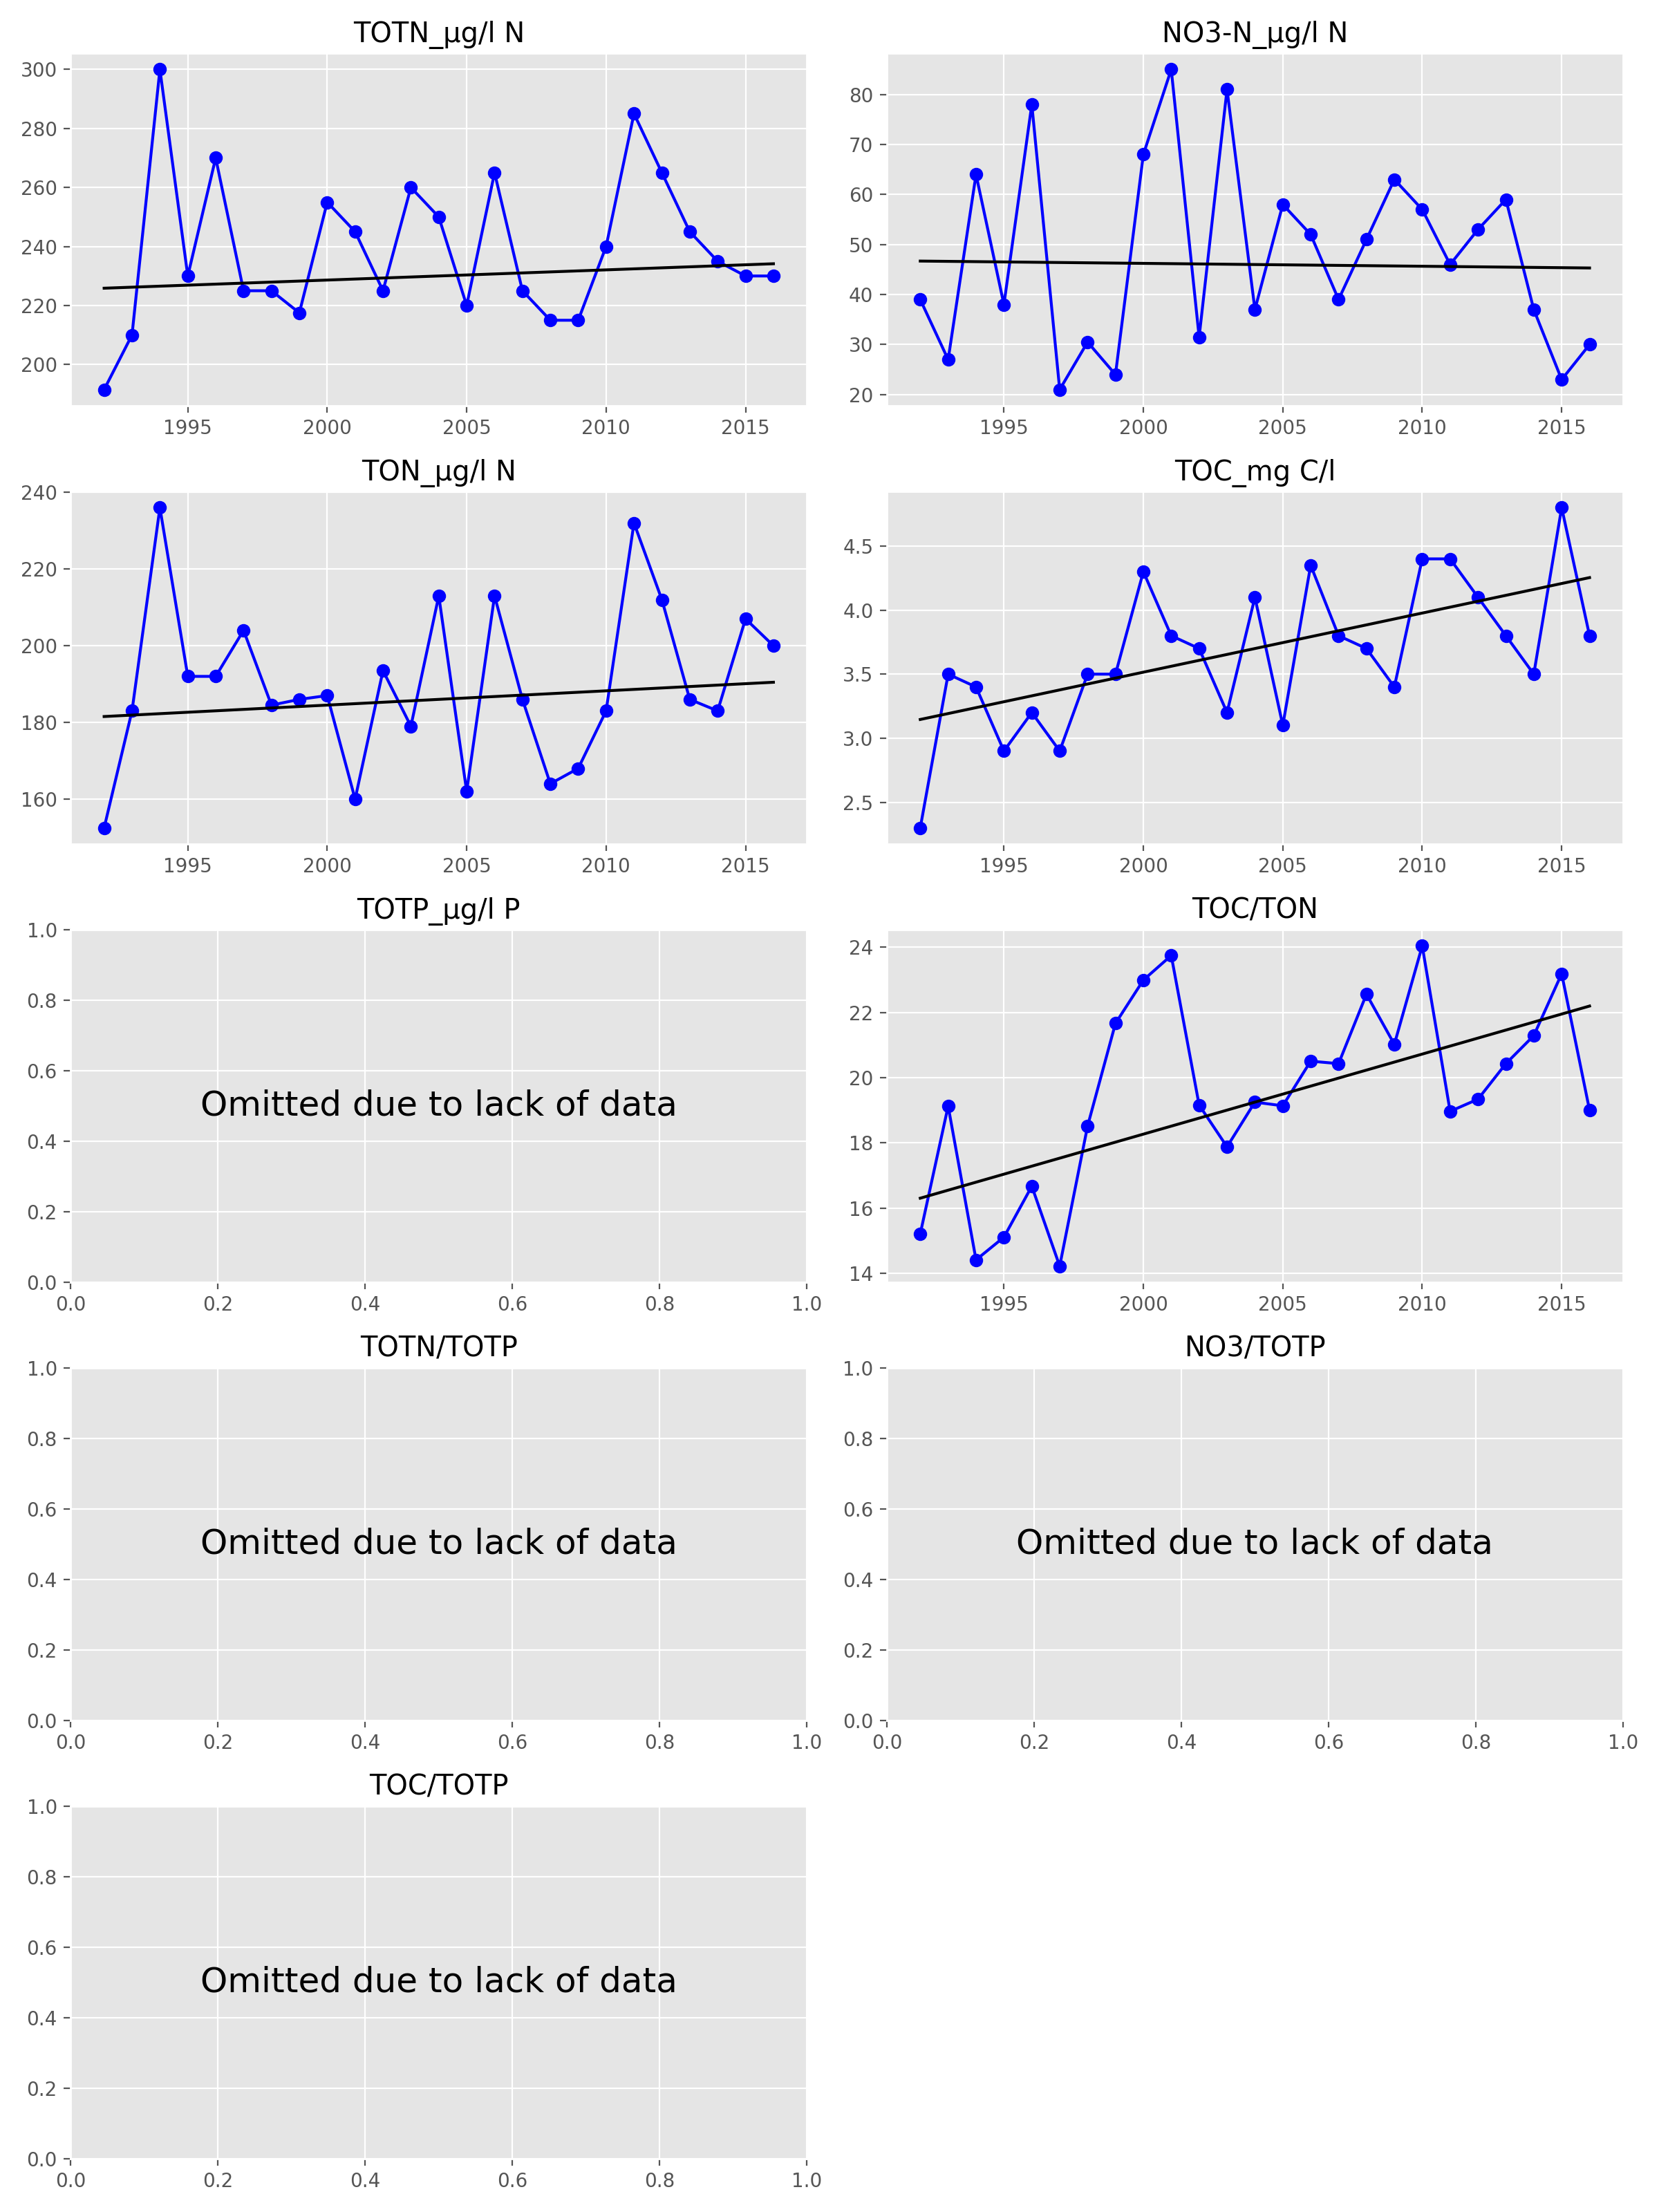 TOTN_µg/l N
300
280
260
240
220
200
1995 2000 2005 2010 2015
NO3-N_µg/l N
80
70
60
50
40
30
20
1995 2000 2005 2010 2015
TON_µg/l N
240
220
200
180
160
1995 2000 2005 2010 2015
TOC_mg C/l
4.5
4.0
3.5
3.0
2.5
1995 2000 2005 2010 2015
TOTP_µg/l P
1.0
0.8
0.6
Omitted due to lack of data
0.4
0.2
0.0
0.0 0.2 0.4 0.6 0.8 1.0
TOC/TON
24
22
20
18
16
14
1995 2000 2005 2010 2015
TOTN/TOTP
1.0
0.8
0.6
Omitted due to lack of data
0.4
0.2
0.0
0.0 0.2 0.4 0.6 0.8 1.0
NO3/TOTP
1.0
0.8
0.6
Omitted due to lack of data
0.4
0.2
0.0
0.0 0.2 0.4 0.6 0.8 1.0
TOC/TOTP
1.0
0.8
0.6
Omitted due to lack of data
0.4
0.2
0.0
0.0 0.2 0.4 0.6 0.8 1.0